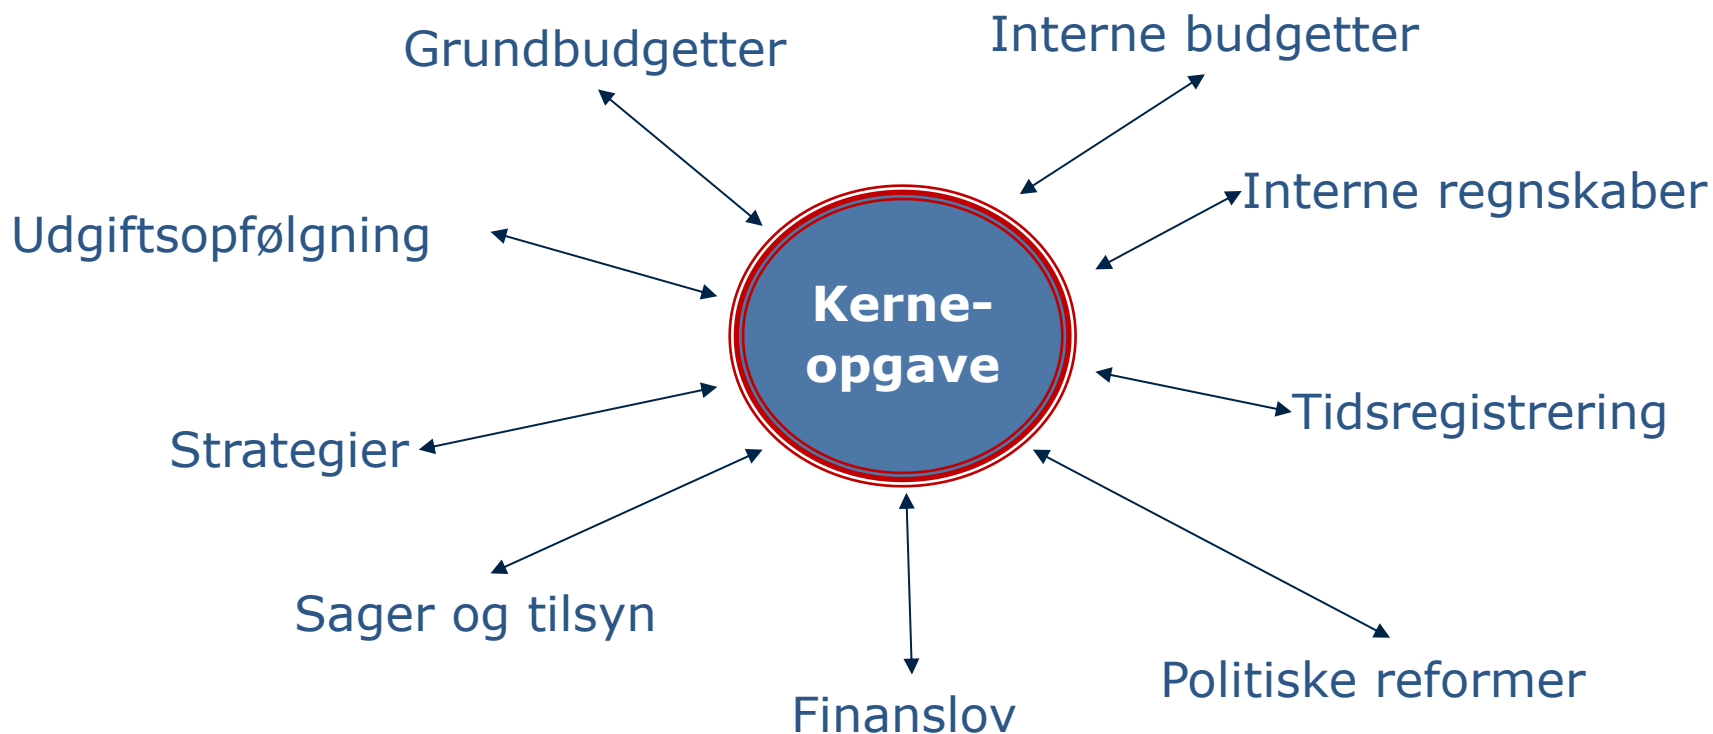 Grundbudgetter
Interne budgetter
Interne regnskaber
Udgiftsopfølgning
Kerne-
opgave
Tidsregistrering
Strategier
Sager og tilsyn
Politiske reformer
Finanslov